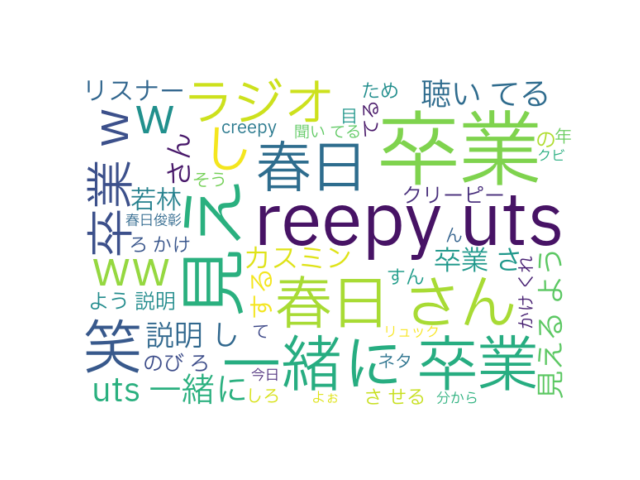 リスナー
ラジオ
ため
聴い てる
w
w
creepy
目
てる
聞い てる
し
卒業
の
年
クビ
卒業
さん
そう
春日
クリーピー
若林
春日俊彰
見え
reepy uts
ん
ろ かけ
ww
カスミン
卒業 さ
する
すん
かけ くれ
見える よう
よう 説明
春日 さん
笑
説明 し
て
リュック
のび ろ
一緒に 卒業
ネタ
今日
uts 一緒に
しろ
よぉ
さ せる
分から